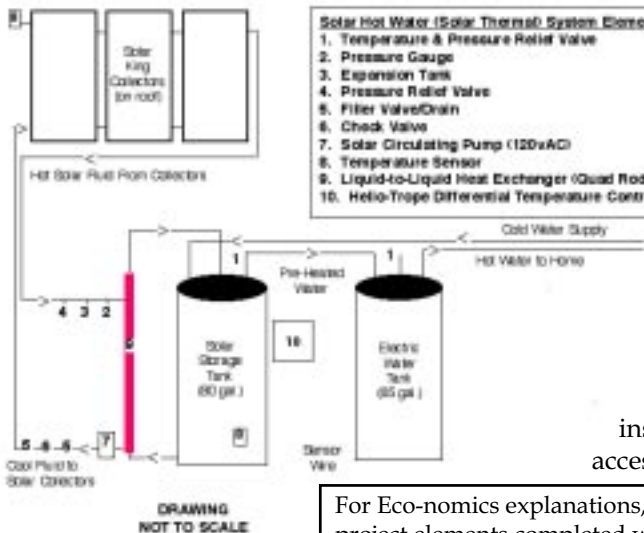 8
Solar
King
Collectors
(on roof)
Hot Solar Fluid From Collectors
Solar Hot Water (Solar Thermal) System Eleme
1. Temperature & Pressure Relief Valve
2. Pressure Gauge
3. Expansion Tank
4. Pressure Relief Valve
5. Filler Valve/Drain
6. Check Valve
7. Solar Circulating Pump (120vAC)
8. Temperature Sensor
9. Liquid-to-Liquid Heat Exchanger (Quad Rod
10. Helio-Trope Differential Temperature Contr
Cold Water Supply
Hot Water to Home
1
Pre-Heated
Water
1
4 3 2
9
Solar
Storage
Tank
(80 gal.)
10
Electric
Water
Tank
(65 gal.)
8
7
Cool Fluid to
Solar Collectors
Sensor
Wire
DRAWING
NOT TO SCALE
ins
acces
For Eco-nomics explanations,